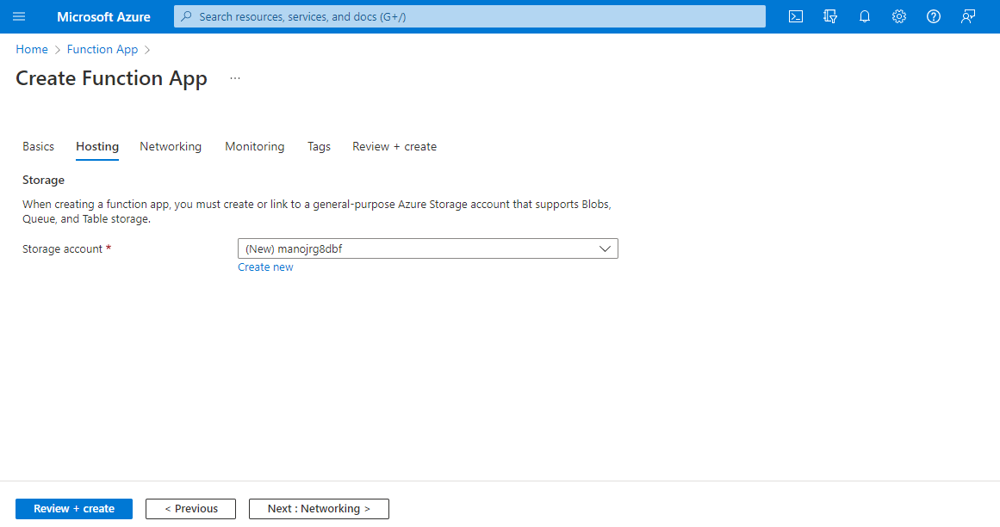 Microsoft Azure
Search resources, services, and docs (G+/)
Home > Function App >
Create Function App ...
Basics Hosting Networking Monitoring Tags Review + create
Storage
When creating a function app, you must create or link to a general-purpose Azure Storage account that supports Blobs,
Queue, and Table storage.
Storage account * (New) manojrg8dbf
Create new
Review + create < Previous Next : Networking >